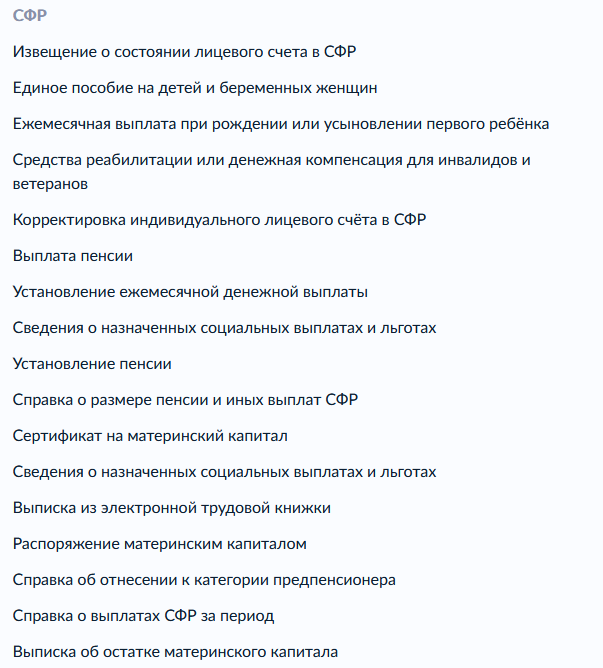 СФР
Извещение о состоянии лицевого счета в СФР
Единое пособие на детей и беременных женщин
Ежемесячная выплата при рождении или усыновлении первого ребёнка
Средства реабилитации или денежная компенсация для инвалидов и
ветеранов
Корректировка индивидуального лицевого счёта в СФР
Выплата пенсии
Установление ежемесячной денежной выплаты
Сведения о назначенных социальных выплатах и льготах
Установление пенсии
Справка о размере пенсии и иных выплат СФР
Сертификат на материнский капитал
Сведения о назначенных социальных выплатах и льготах
Выписка из электронной трудовой книжки
Распоряжение материнским капиталом
Справка об отнесении к категории предпенсионера
Справка о выплатах СФР за период
Выписка об остатке материнского капитала